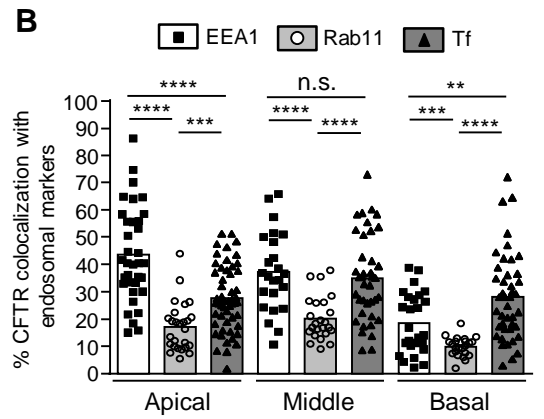 B
EEA1 Rab11 Tf
**** n.s. **
**** *** **** **** *** ****
% CFTR colocalization with
endosomal markers
100
90
80
70
60
50
40
30
20
10
0
Apical Middle Basal